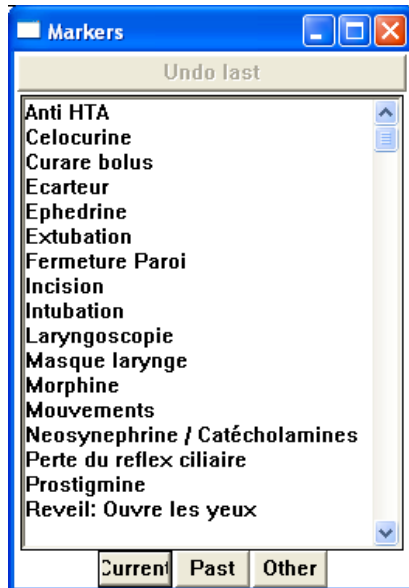 Markers
Undo last
Anti HTA
Celocurine
Curare bolus
Ecarteur
Ephedrine
Extubation
Fermeture Paroi
Incision
Intubation
Laryngoscopie
Masque larynge
Morphine
Mouvements
Neosynephrine / Catécholamines
Perte du reflex ciliaire
Prostigmine
Reveil: Ouvre les yeux
Current Past Other